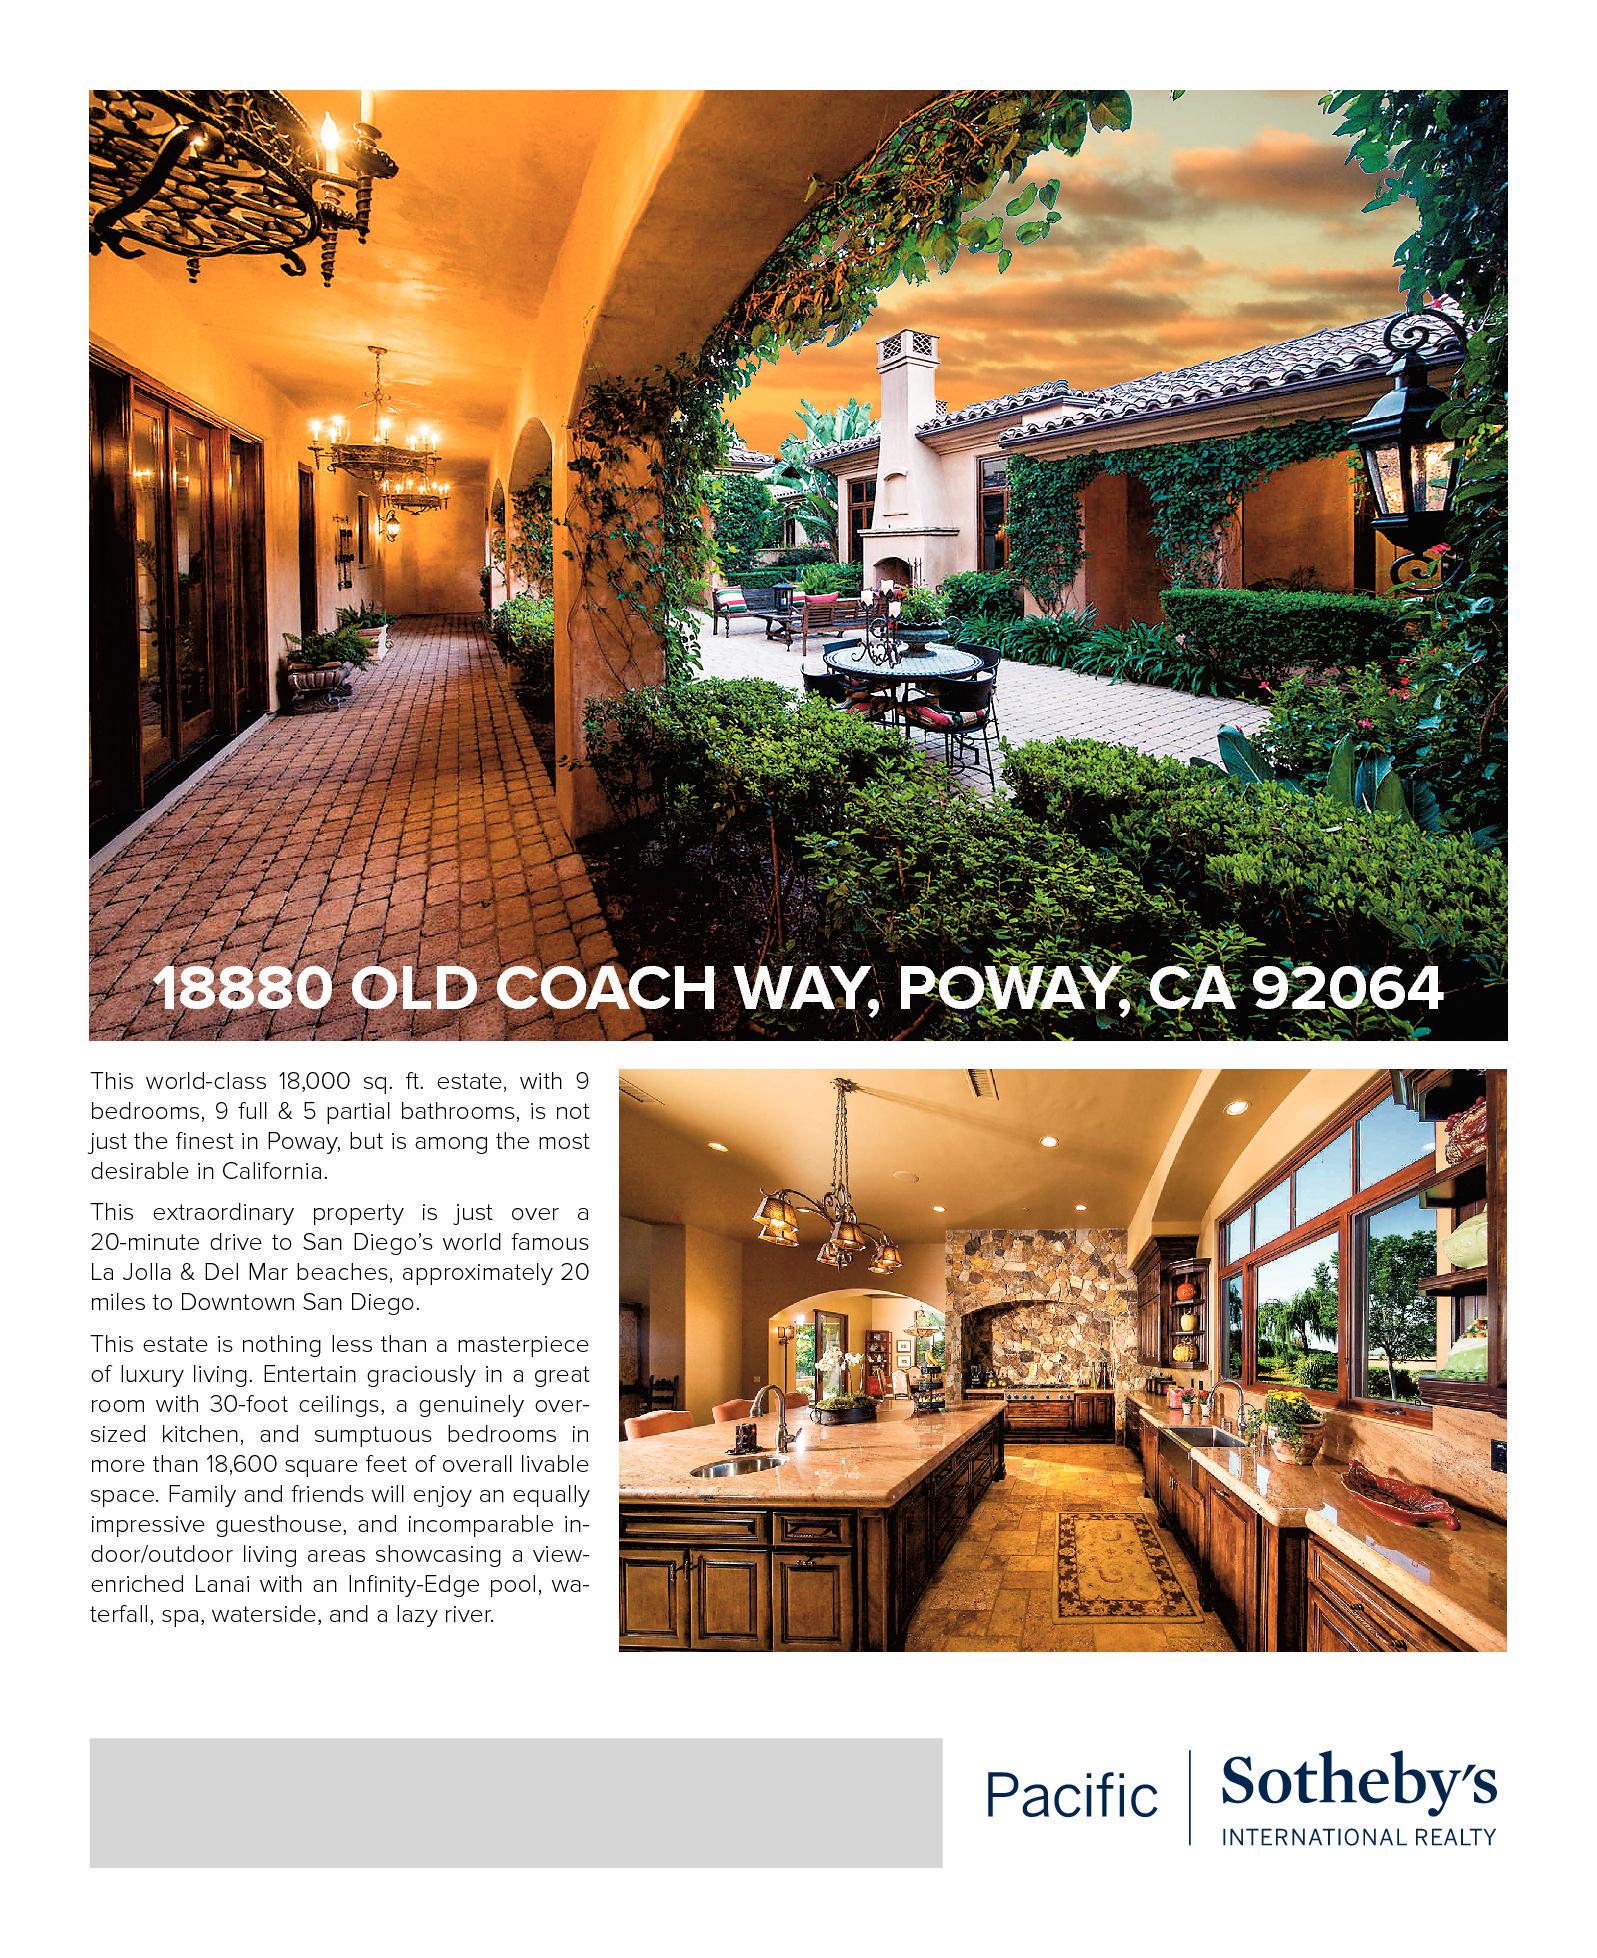 18880 OLD COACH WAY, POWAY, CA 92064
This world-class 18,000 sq. ft. estate, with 9
bedrooms, 9 full & 5 partial bathrooms, is not
just the finest in Poway, but is among the most
desirable in California.
This extraordinary property is just over a
20-minute drive to San Diego’s world famous
La Jolla & Del Mar beaches, approximately 20
miles to Downtown San Diego.
This estate is nothing less than a masterpiece
of luxury living. Entertain graciously in a great
room with 30-foot ceilings, a genuinely over-
sized kitchen, and sumptuous bedrooms in
more than 18,600 square feet of overall livable
space. Family and friends will enjoy an equally
impressive guesthouse, and incomparable in-
door/outdoor living areas showcasing a view-
enriched Lanai with an Infinity-Edge pool, wa-
terfall, spa, waterside, and a lazy river.
Pacific
Sotheby's
INTERNATIONAL REALTY